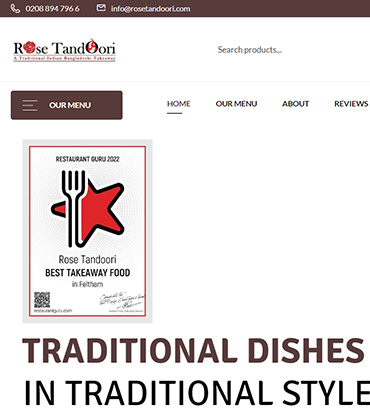 0208 894 796 6 info@rosetandoori.com
Rose Tandoori
A Traditional Indian Bangladeshi Takeaway
Search products...
OUR MENU
HOME OUR MENU ABOUT REVIEWS
RESTAURANT GURU 2022
Rose Tandoori
BEST TAKEAWAY FOOD
in Feltham
restaurantguru.com
TRADITIONAL DISHES
IN TRADITIONAL STYLE